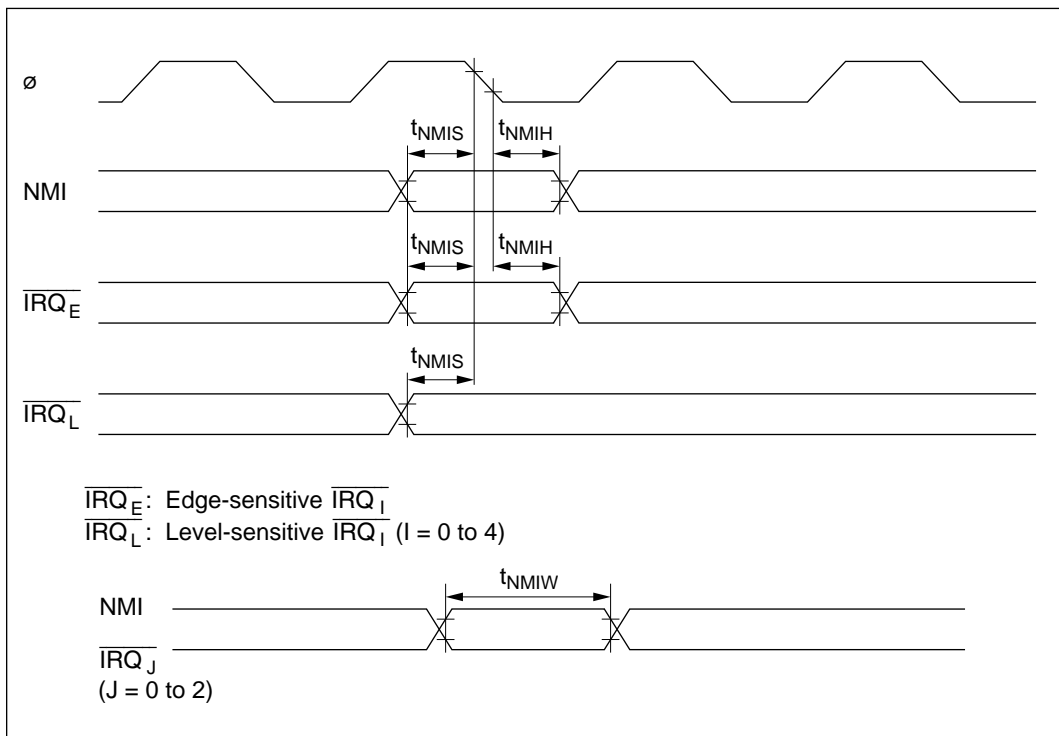 ø
tNMIS tNMIH
NMI
tNMIS tNMIH
IRQE
tNMIS
IRQL
IRQE: Edge-sensitive IRQI
IRQL: Level-sensitive IRQI (I = 0 to 4)
tNMIW
NMI
IRQJ
(J = 0 to 2)